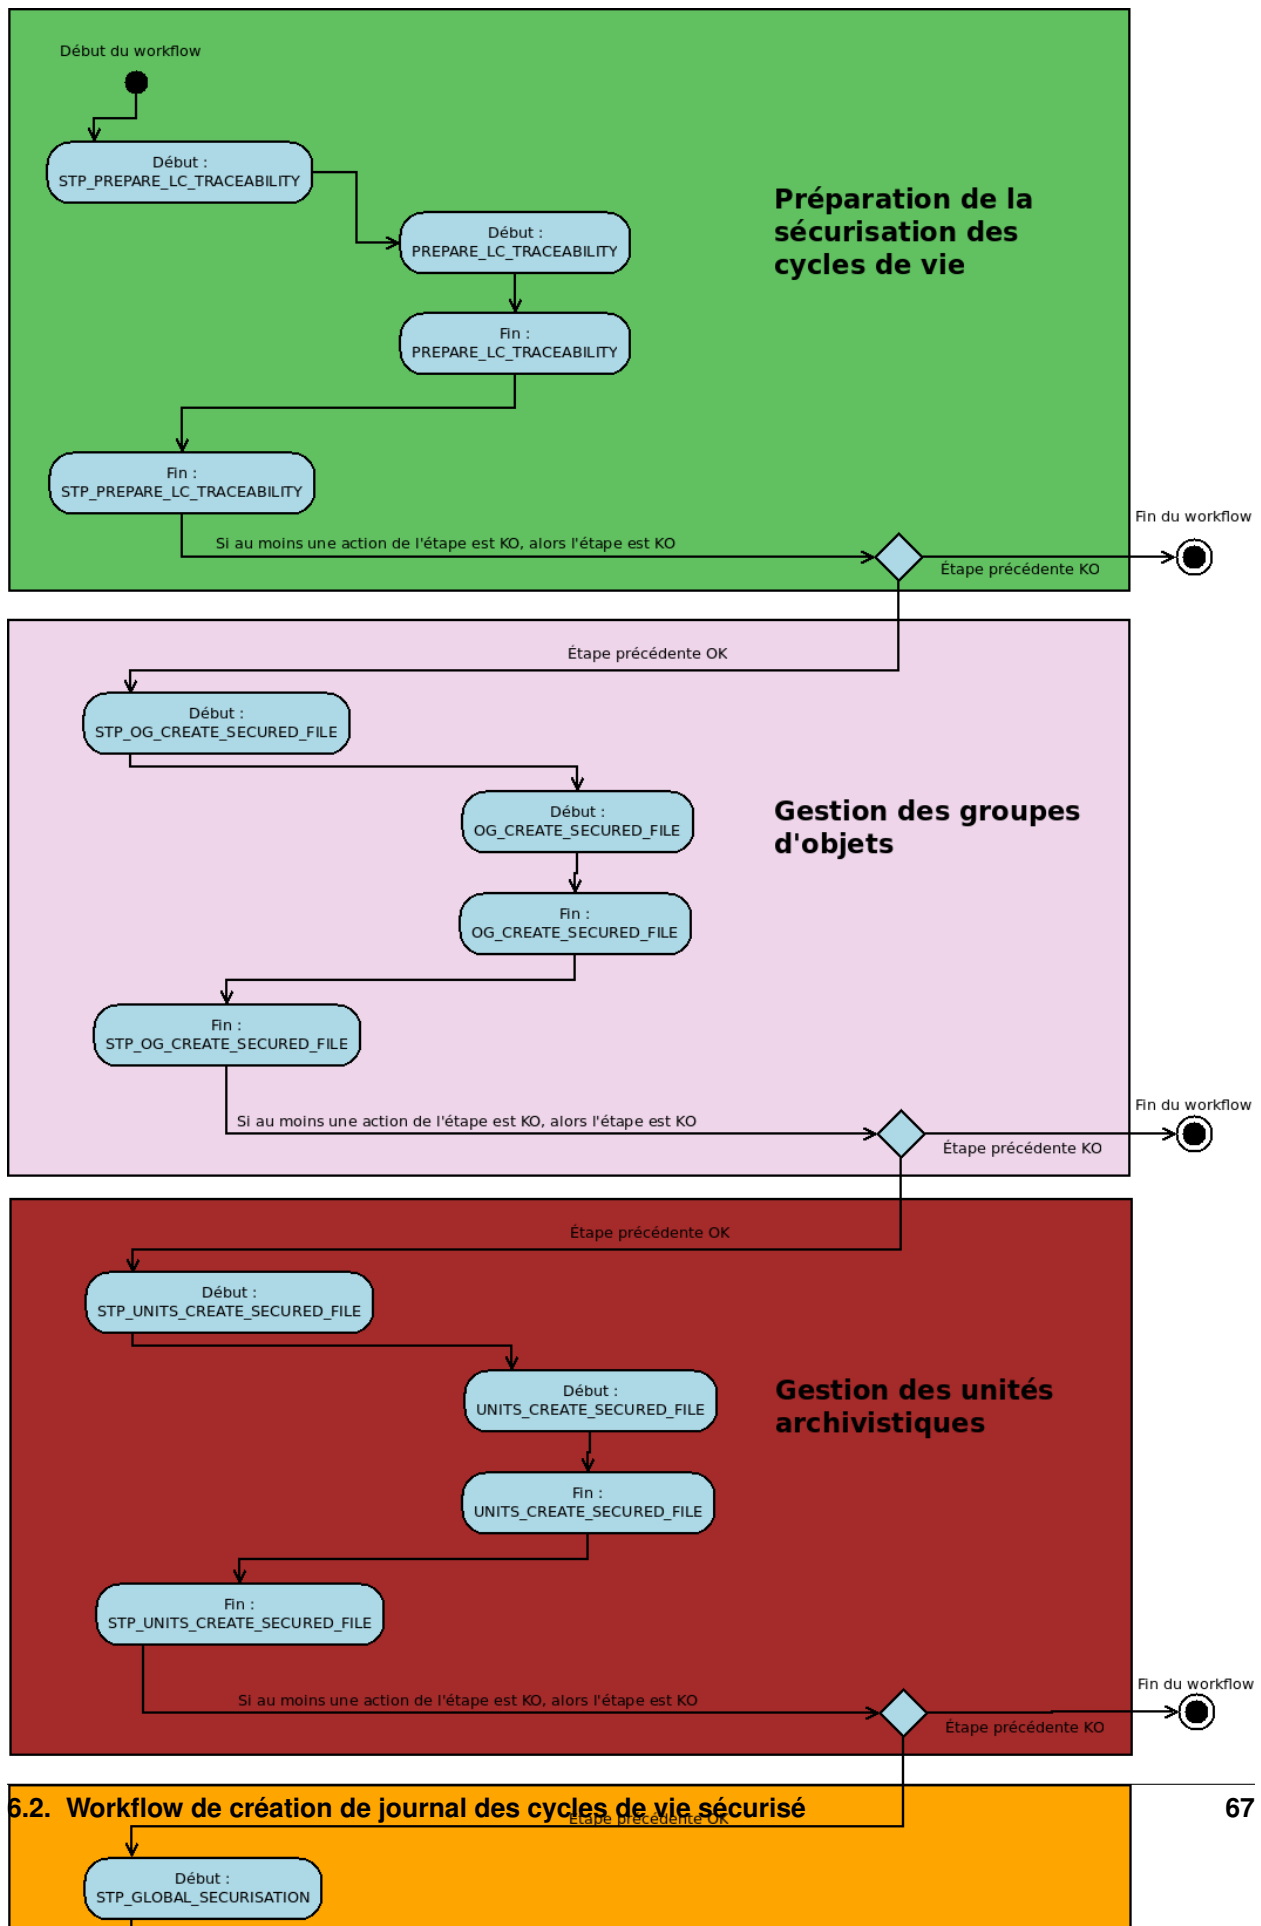 Début du workflow
Début :
STP_PREPARE_LC_TRACEABILITY
Préparation de la
sécurisation des
cycles de vie
Début :
PREPARE_LC_TRACEABILITY
Fin :
PREPARE_LC_TRACEABILITY
Fin :
STP_PREPARE_LC_TRACEABILITY
Fin du workflow
Si au moins une action de l'étape est KO, alors l'étape est KO
Étape précédente KO
Étape précédente OK
Début :
STP_OG_CREATE_SECURED_FILE
Début :
OG_CREATE_SECURED_FILE
Gestion des groupes
d'objets
Fin :
OG_CREATE_SECURED_FILE
Fin :
STP_OG_CREATE_SECURED_FILE
Fin du workflow
Si au moins une action de l'étape est KO, alors l'étape est KO
Étape précédente KO
Étape précédente OK
Début :
STP_UNITS_CREATE_SECURED_FILE
Début :
UNITS_CREATE_SECURED_FILE
Gestion des unités
archivistiques
Fin :
UNITS_CREATE_SECURED_FILE
Fin :
STP_UNITS_CREATE_SECURED_FILE
Fin du workflow
Si au moins une action de l'étape est KO, alors l'étape est KO
Étape précédente KO
6.2. Workflow de création de journal des cycles de vie sécurisé 67
Étape précédente OK
Début :
STP_GLOBAL_SECURISATION